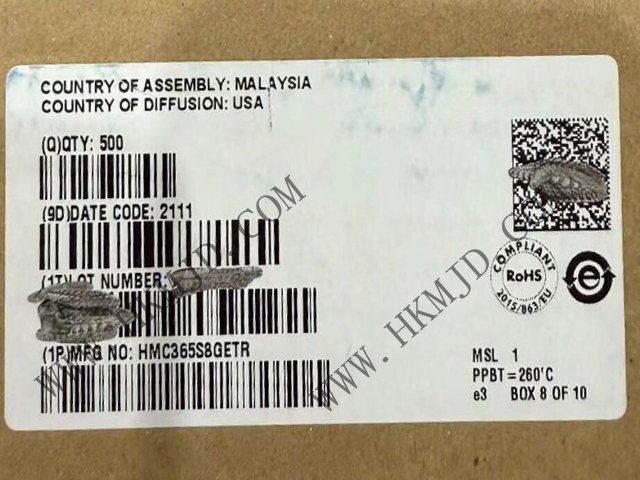 COUNTRY OF ASSEMBLY: MALAYSIA
COUNTRY OF DIFFUSION: USA
(Q)QTY: 500
(9D)DATE CODE: 2111
(1T)LOT NUMBER:
(1P)MFG NO: HMC365S8GETR
COMPLIANT
RoHS
2015/863/EU
e
MSL 1
PPBT = 260'C
e3 BOX 8 OF 10
WWW.HKMJD.COM
WWW.HKMJD.C